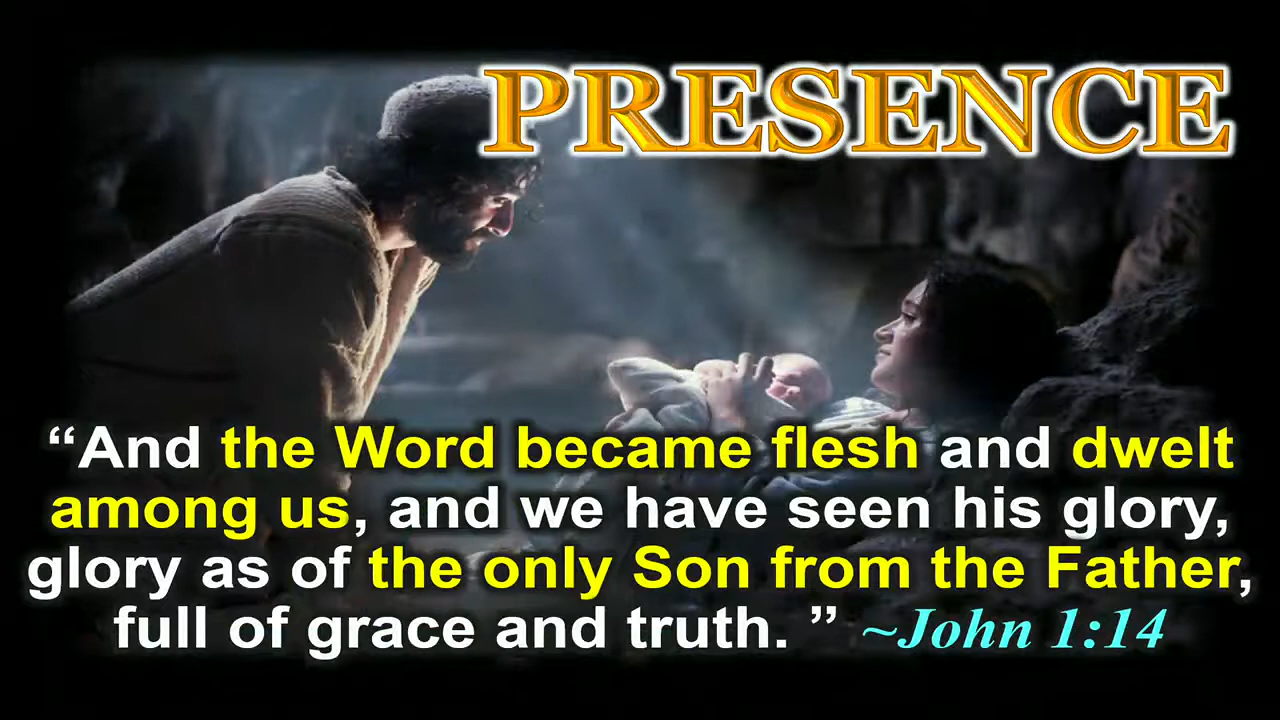 PRESENCE
“And the Word became flesh and dwelt
among us, and we have seen his glory,
glory as of the only Son from the Father,
full of grace and truth. ” ~John 1:14